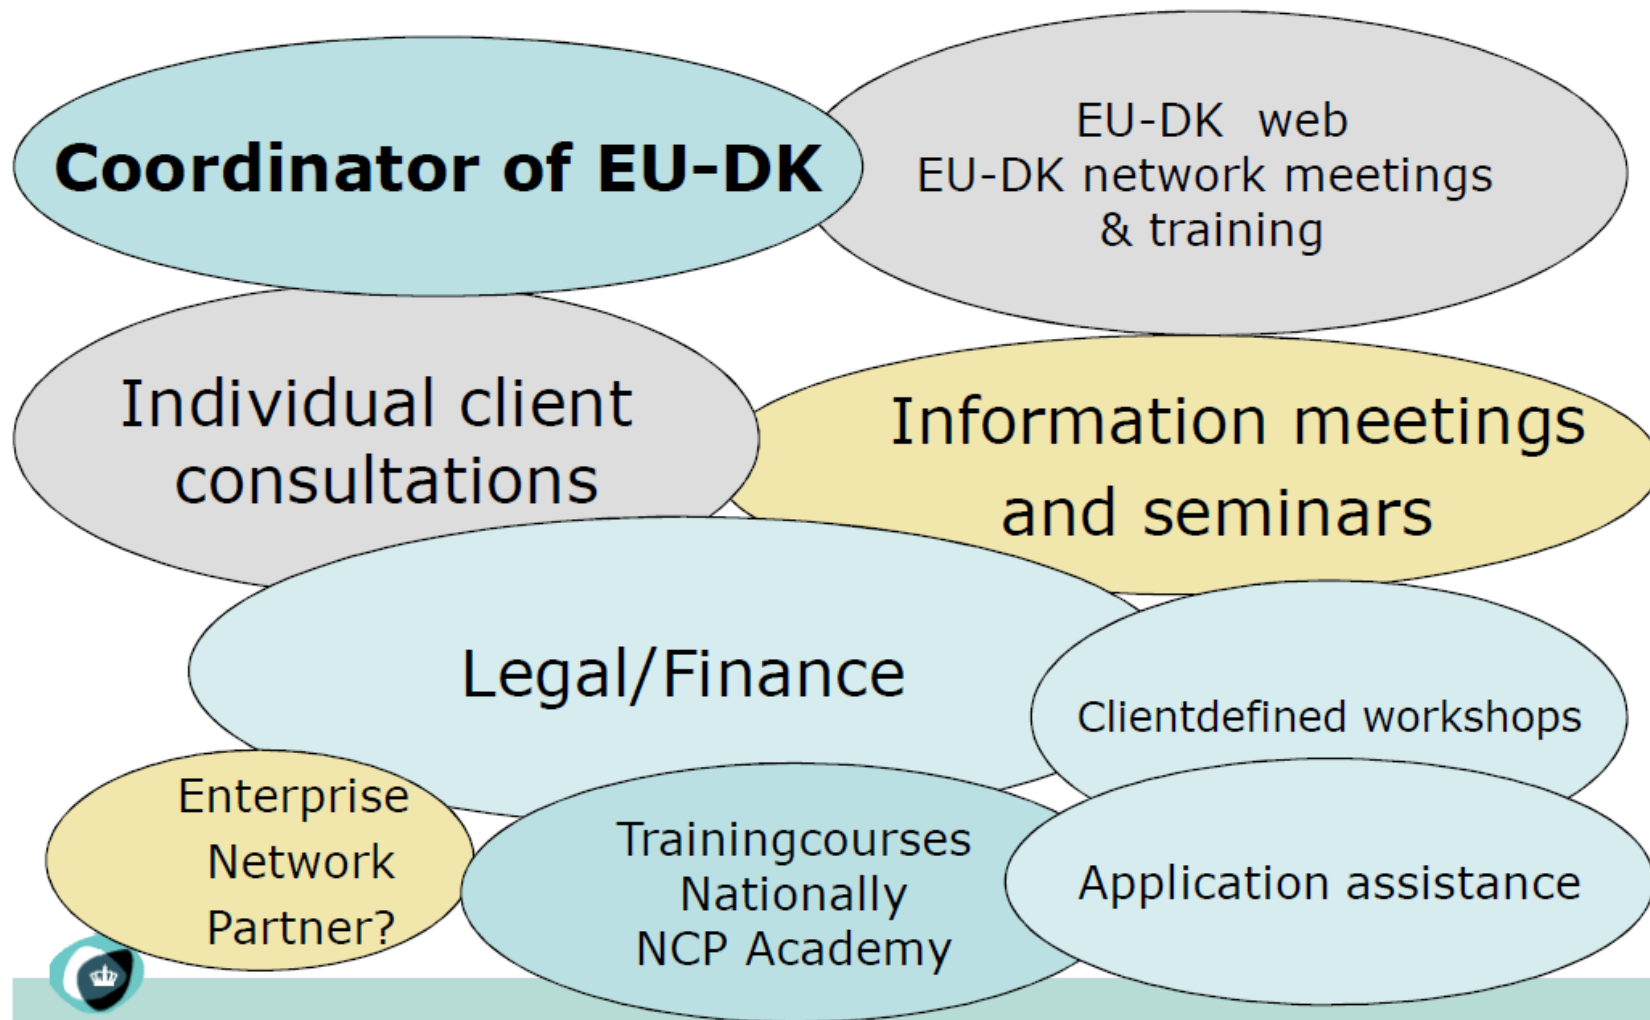 Coordinator of EU-DK
EU-DK web
EU-DK network meetings
& training
Individual client
consultations
Information meetings
and seminars
Legal/Finance
Clientdefined workshops
Enterprise
Network
Partner?
Trainingcourses
Nationally
NCP Academy
Application assistance